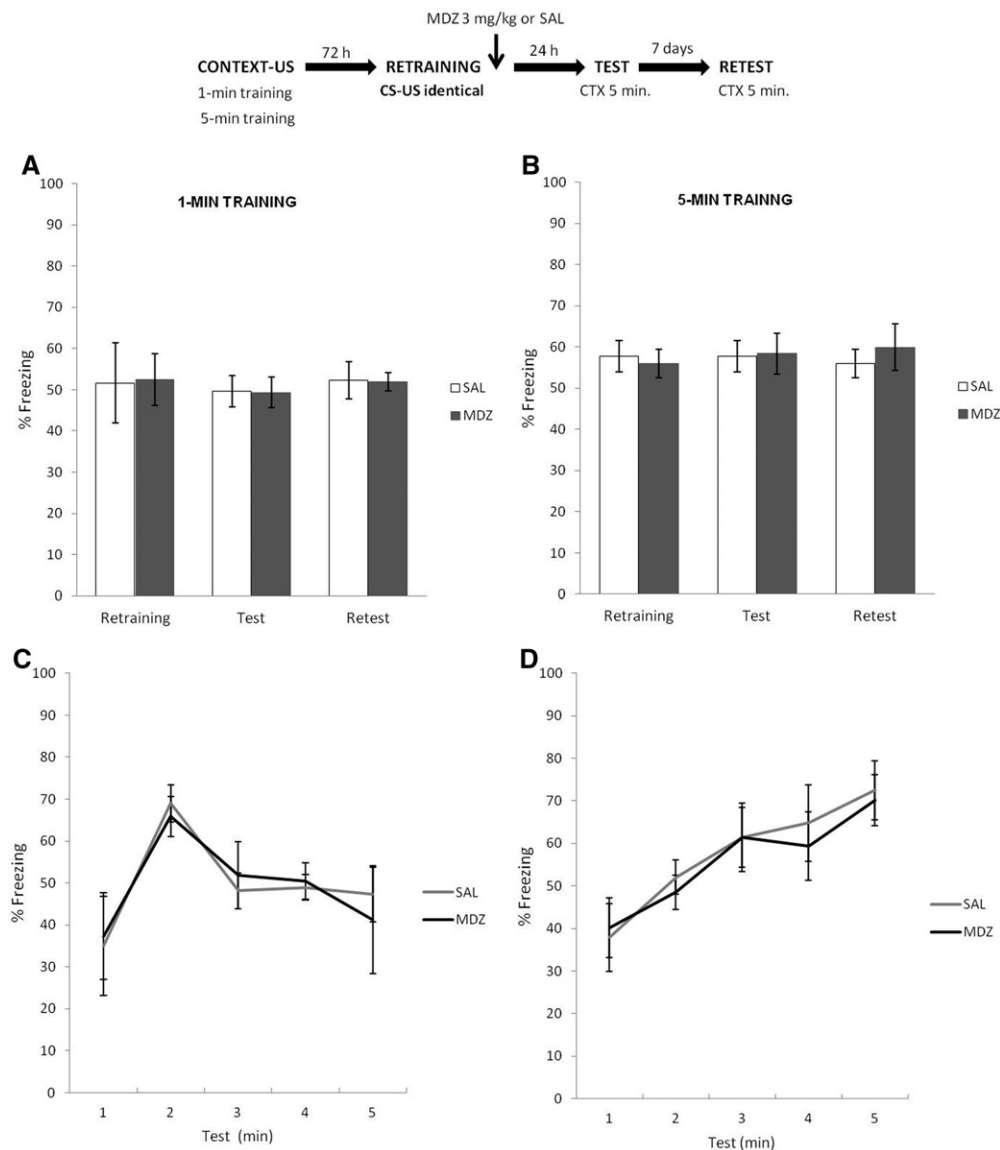 MDZ 3 mg/kg or SAL
72 h
24 h
7 days
CONTEXT-US
RETRAINING
TEST
RETEST
1-min training
CS-US identical
CTX 5 min.
CTX 5 min.
5-min training
A
1-MIN TRAINING
% Freezing
100
90
80
70
60
50
40
30
20
10
0
Retraining
Test
Retest
SAL
MDZ
B
5-MIN TRAINNG
% Freezing
100
90
80
70
60
50
40
30
20
10
0
Retraining
Test
Retest
SAL
MDZ
C
% Freezing
100
90
80
70
60
50
40
30
20
10
0
1 2 3 4 5
Test (min)
SAL
MDZ
D
% Freezing
100
90
80
70
60
50
40
30
20
10
0
1 2 3 4 5
Test (min)
SAL
MDZ